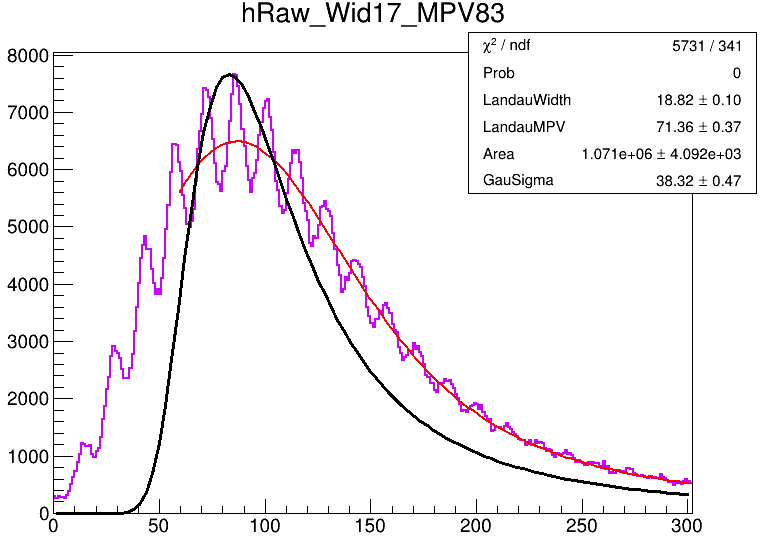 hRaw_Wid17_MPV83
χ² / ndf 5731 / 341
Prob 0
LandauWidth 18.82 ± 0.10
LandauMPV 71.36 ± 0.37
Area 1.071e+06 ± 4.092e+03
GauSigma 38.32 ± 0.47
8000
7000
6000
5000
4000
3000
2000
1000
0
0 50 100 150 200 250 300